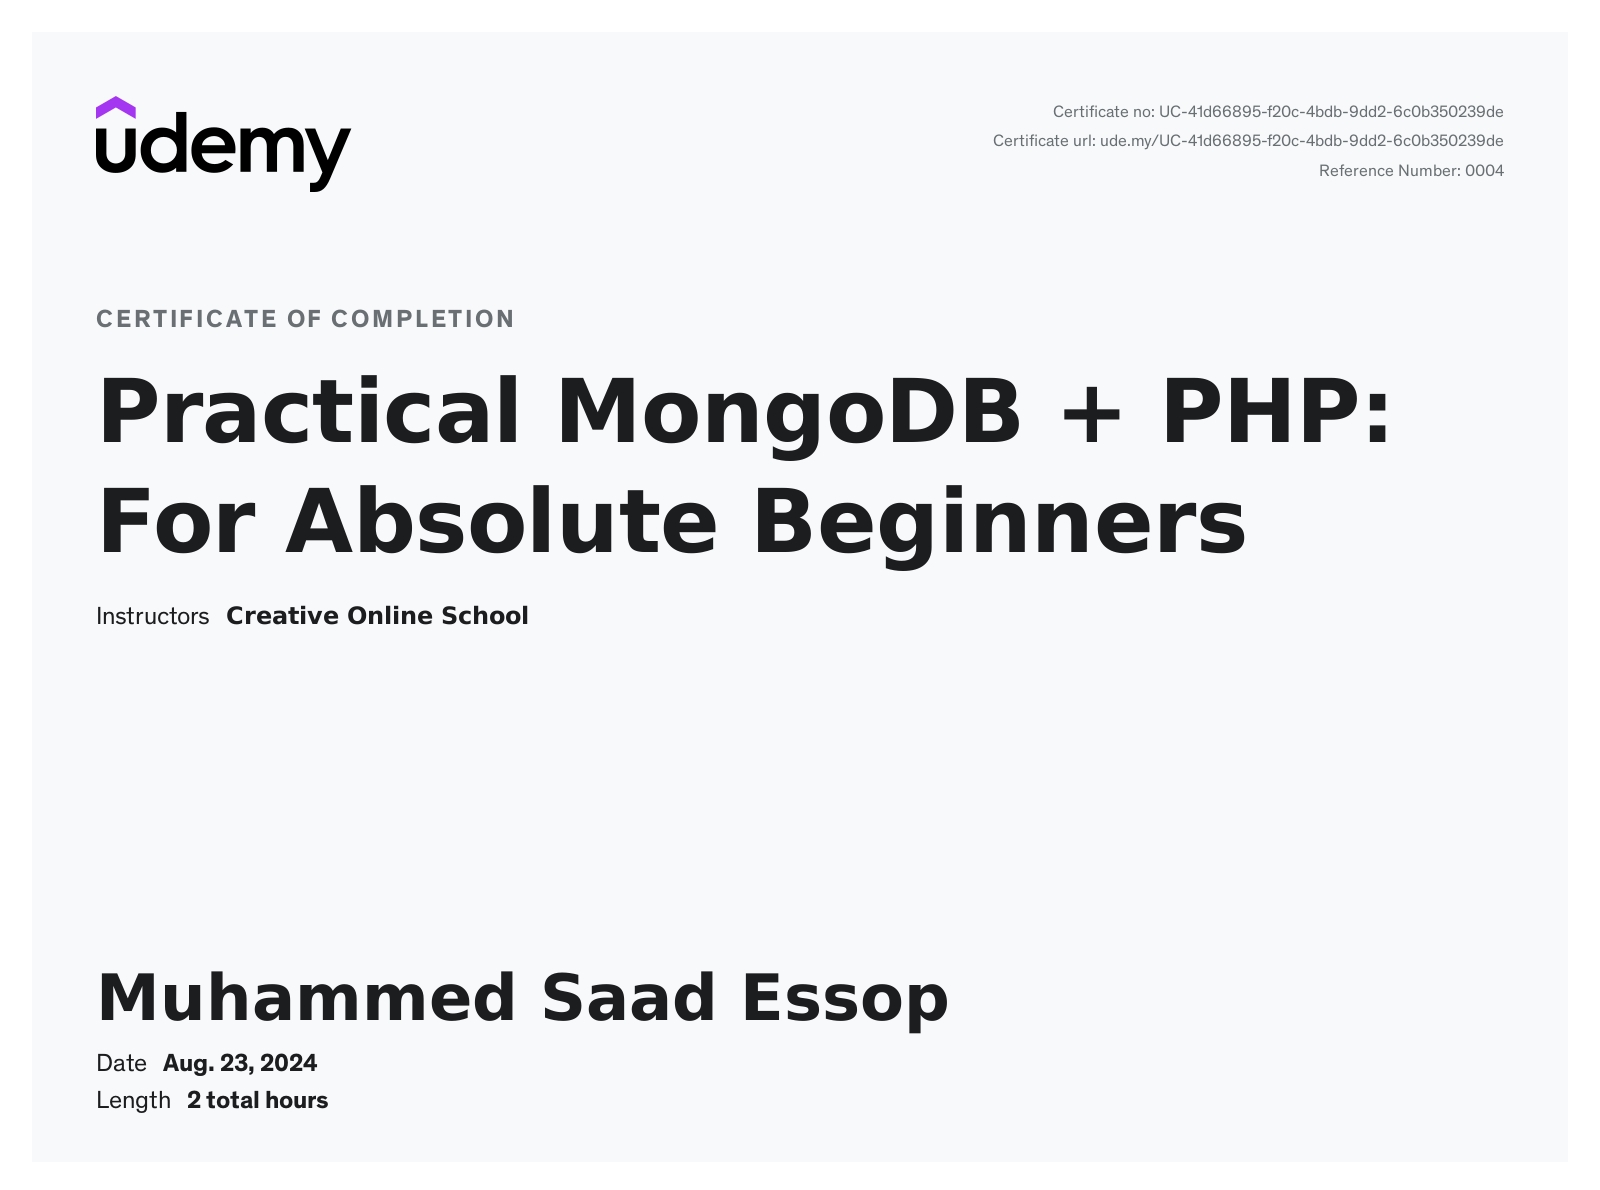 udemy
Certificate no: UC-41d66895-f20c-4bdb-9dd2-6c0b350239de
Certificate url: ude.my/UC-41d66895-f20c-4bdb-9dd2-6c0b350239de
Reference Number: 0004
CERTIFICATE OF COMPLETION
Practical MongoDB + PHP:
For Absolute Beginners
Instructors Creative Online School
Muhammed Saad Essop
Date Aug. 23, 2024
Length 2 total hours